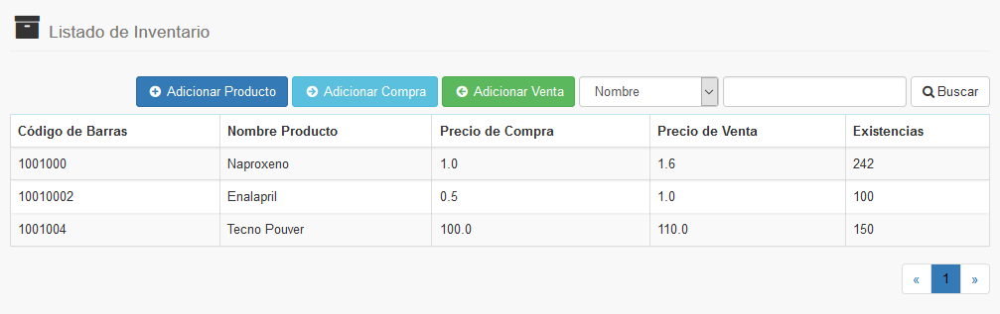 Listado de Inventario
Adicionar Producto Adicionar Compra Adicionar Venta Nombre Buscar
Código de Barras Nombre Producto Precio de Compra Precio de Venta Existencias
1001000 Naproxeno 1.0 1.6 242
10010002 Enalapril 0.5 1.0 100
1001004 Tecno Pouver 100.0 110.0 150
« 1 »